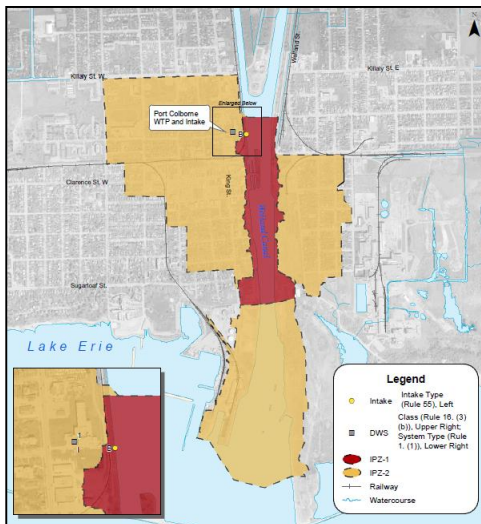 Killaly St. W
Welland St.
Killaly St. E
Enlarged Below
Port Colborne
WTP and Intake
B
Clarence St. W
King St.
Sugarloaf St.
Lake Erie
Legend
Intake
Intake Type
(Rule 55), Left
DWS
Class (Rule 16. (3)
(b)), Upper Right;
System Type (Rule
1. (1)), Lower Right
IPZ-1
IPZ-2
Railway
Watercourse
1
B